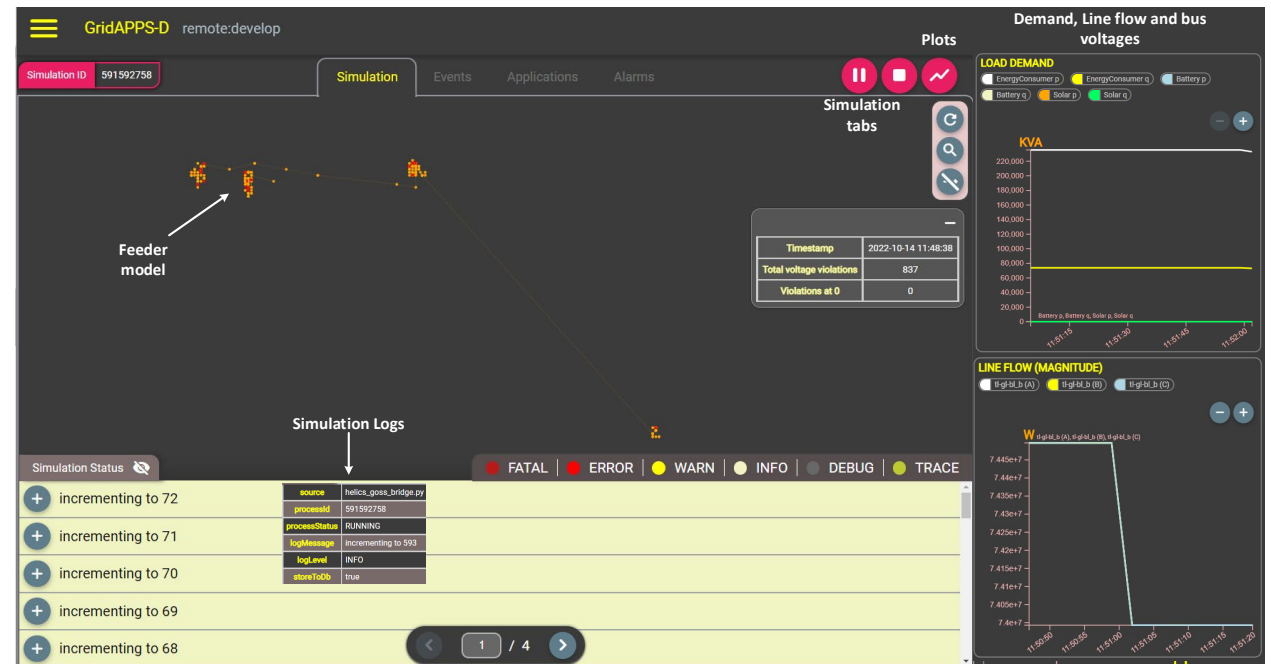 GridAPPS-D remote:develop
Demand, Line flow and bus
voltages
Plots
Simulation ID 591592758
Simulation Events Applications Alarms
Simulation
tabs
Feeder
model
Timestamp 2022-10-14 11:48:38
Total voltage violations 837
Violations at 0 0
LOAD DEMAND
EnergyConsumer p) EnergyConsumer q) Battery p)
Battery q) Solar p) Solar q)
KVA
220,000
200,000
180,000
160,000
140,000
120,000
100,000
80,000
60,000
40,000
20,000
0
Battery p, Battery q, Solar p, Solar q
11:51:15 11:51:30 11:51:45 11:52:00
LINE FLOW (MAGNITUDE)
tl-gl-bl_b (A) tl-gl-bl_b (B) tl-gl-bl_b (C)
W tl-gl-bl_b (A), tl-gl-bl_b (B), tl-gl-bl_b (C)
7.445e+7
7.44e+7
7.435e+7
7.43e+7
7.425e+7
7.42e+7
7.415e+7
7.41e+7
7.405e+7
7.4e+7
11:50:50 11:50:55 11:51:00 11:51:05 11:51:10 11:51:15 11:51:20
Simulation Logs
Simulation Status
FATAL ERROR WARN INFO DEBUG TRACE
incrementing to 72
incrementing to 71
incrementing to 70
incrementing to 69
incrementing to 68
source helics_goss_bridge.py
processId 591592758
processStatus RUNNING
logMessage incrementing to 593
logLevel INFO
storeToDb true
1 / 4